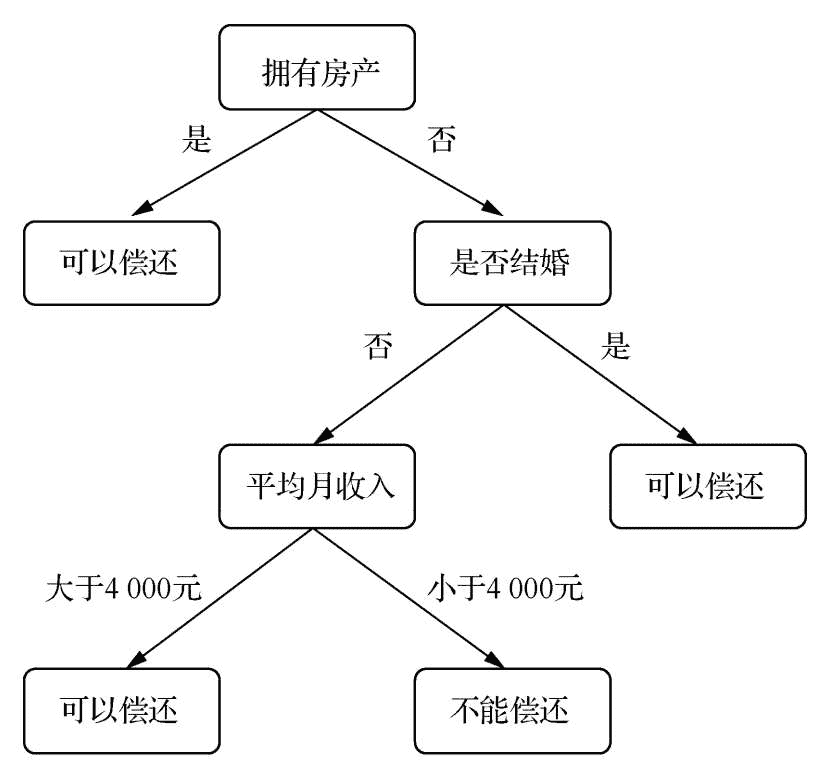 拥有房产
是
否
可以偿还
是否结婚
否
是
平均月收入
可以偿还
大于4 000元
小于4 000元
可以偿还
不能偿还